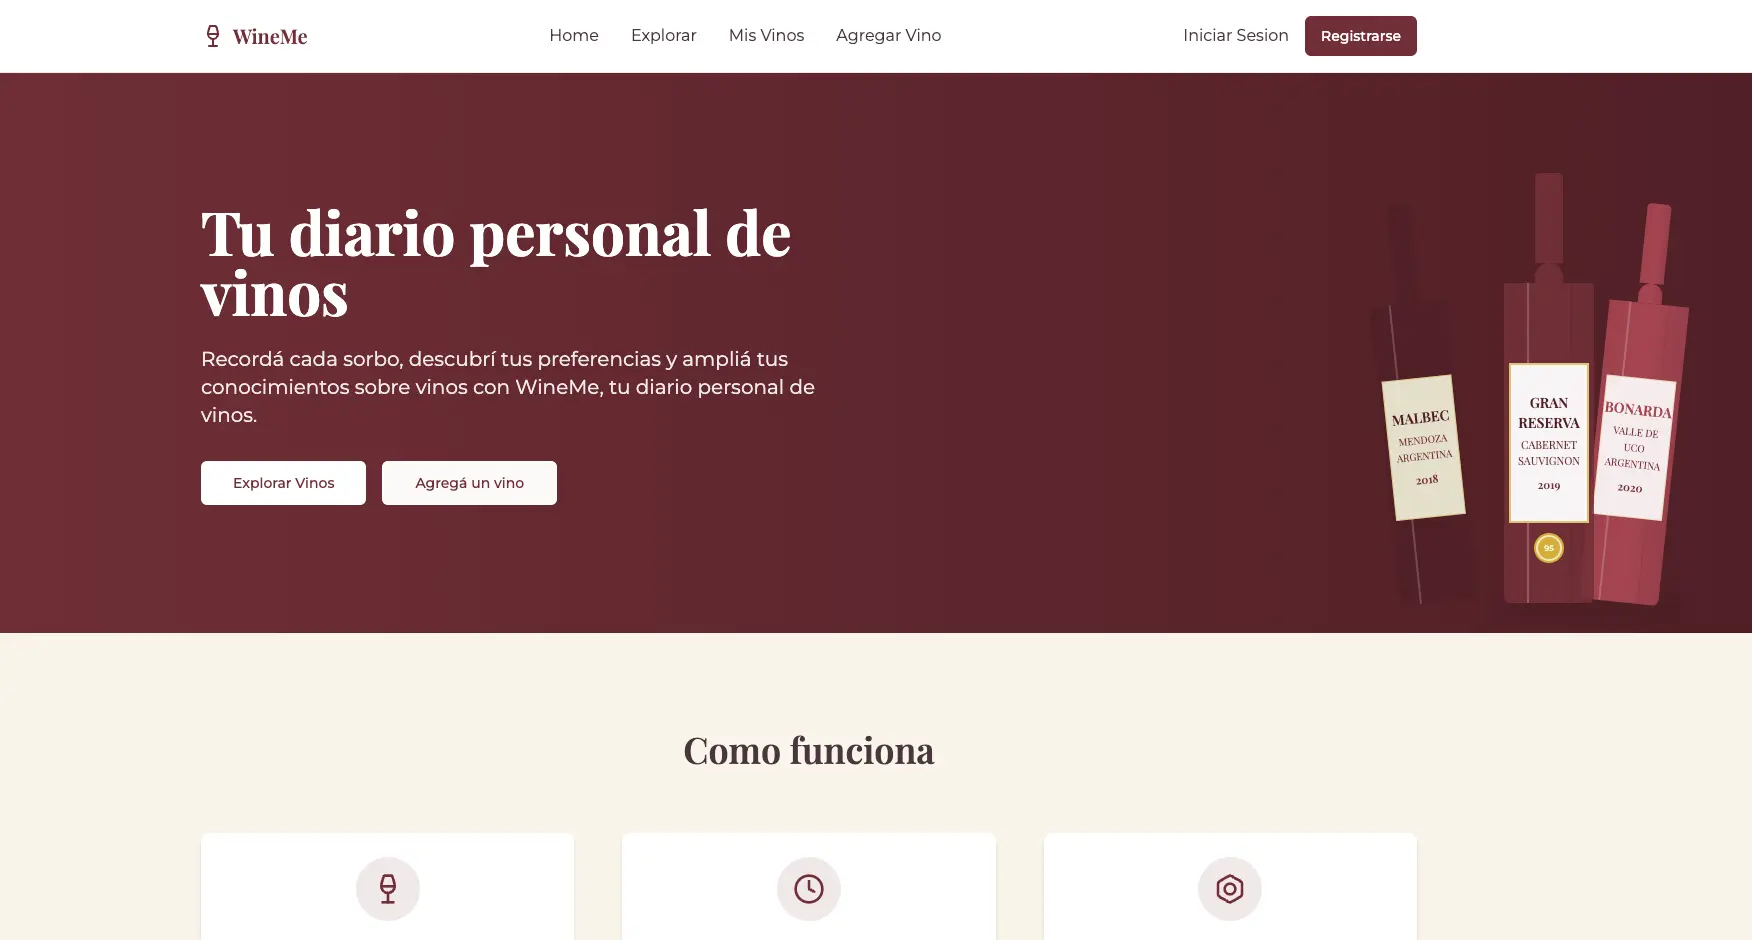 WineMe
Home
Explorar
Mis Vinos
Agregar Vino
Iniciar Sesion
Registrarse
Tu diario personal de
vinos
Recordá cada sorbo, descubrí tus preferencias y ampliá tus
conocimientos sobre vinos con WineMe, tu diario personal de
vinos.
Explorar Vinos
Agregá un vino
MALBEC
MENDOZA
ARGENTINA
2018
GRAN
RESERVA
CABERNET
SAUVIGNON
2019
95
BONARDA
VALLE DE
UCO
ARGENTINA
2020
Como funciona